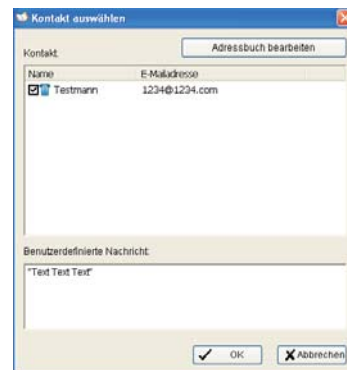 Kontakt auswählen
Kontakt:
Adressbuch bearbeiten
Name E-Mailadresse
Testmann 1234@1234.com
Benutzerdefinierte Nachricht:
"Text Text Text"
OK Abbrechen